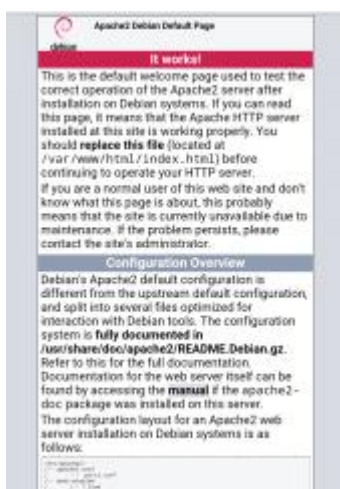 Apache2 Debian Default Page
debian
It works!
This is the default welcome page used to test the
correct operation of the Apache2 server after
installation on Debian systems. If you can read
this page, it means that the Apache HTTP server
installed at this site is working properly. You
should replace this file (located at
/var/www/html/index.html) before
continuing to operate your HTTP server.
If you are a normal user of this web site and don't
know what this page is about, this probably
means that the site is currently unavailable due to
maintenance. If the problem persists, please
contact the site's administrator.
Configuration Overview
Debian's Apache2 default configuration is
different from the upstream default configuration,
and split into several files optimized for
interaction with Debian tools. The configuration
system is fully documented in
/usr/share/doc/apache2/README.Debian.gz.
Refer to this for the full documentation.
Documentation for the web server itself can be
found by accessing the manual if the apache2-
doc package was installed on this server.
The configuration layout for an Apache2 web
server installation on Debian systems is as
follows:
/etc/apache2/